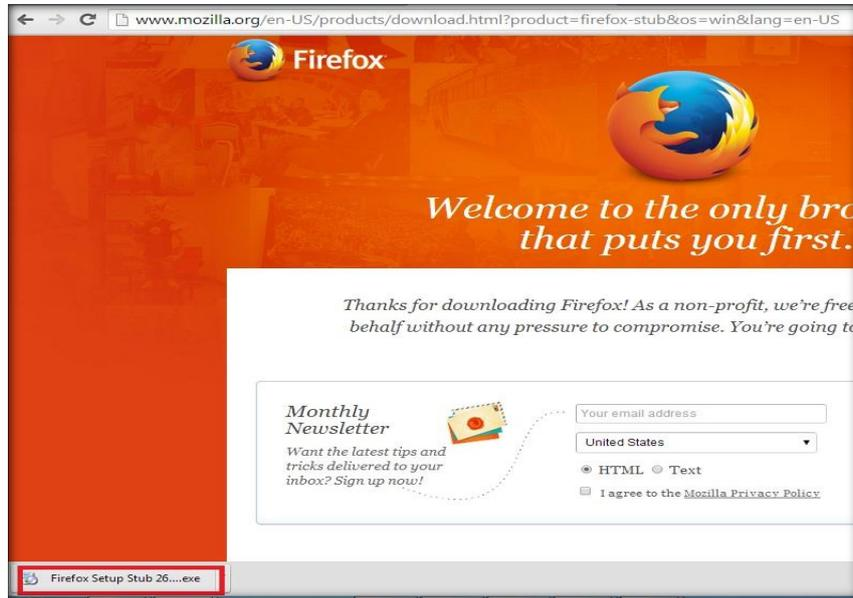 www.mozilla.org/en-US/products/download.html?product=firefox-stub&os=win&lang=en-US
Firefox
Welcome to the only bro
that puts you first.
Thanks for downloading Firefox! As a non-profit, we're free
behalf without any pressure to compromise. You're going to
Monthly
Newsletter
Want the latest tips and
tricks delivered to your
inbox? Sign up now!
Your email address
United States
HTML Text
I agree to the Mozilla Privacy Policy
Firefox Setup Stub 26....exe